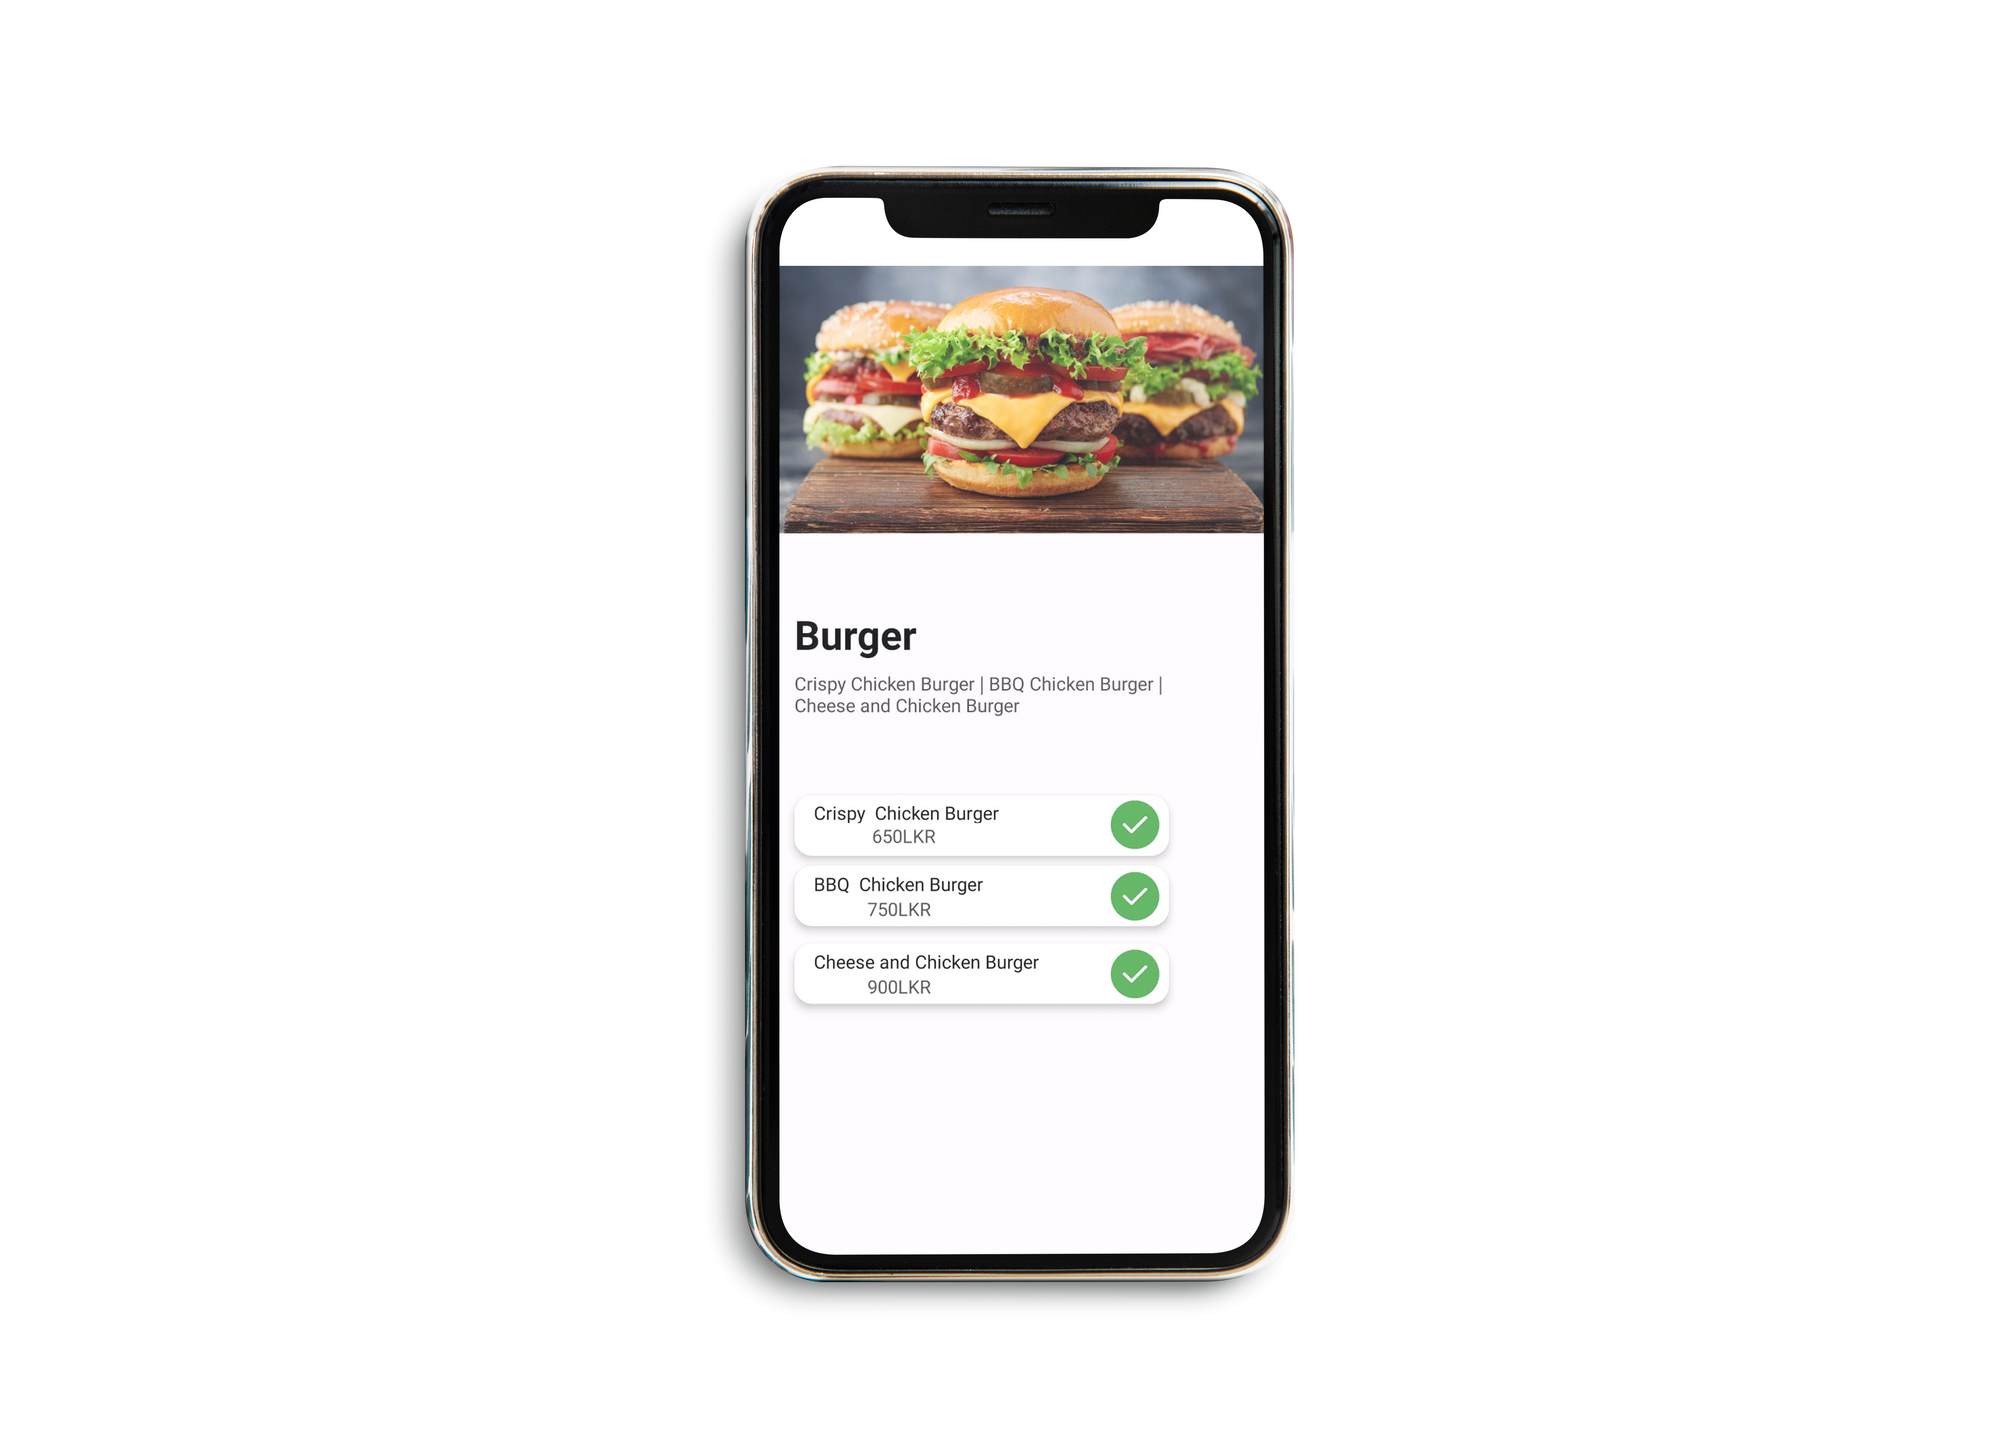 Burger
Crispy Chicken Burger | BBQ Chicken Burger |
Cheese and Chicken Burger
Crispy  Chicken Burger
650LKR
BBQ  Chicken Burger
750LKR
Cheese and Chicken Burger
900LKR